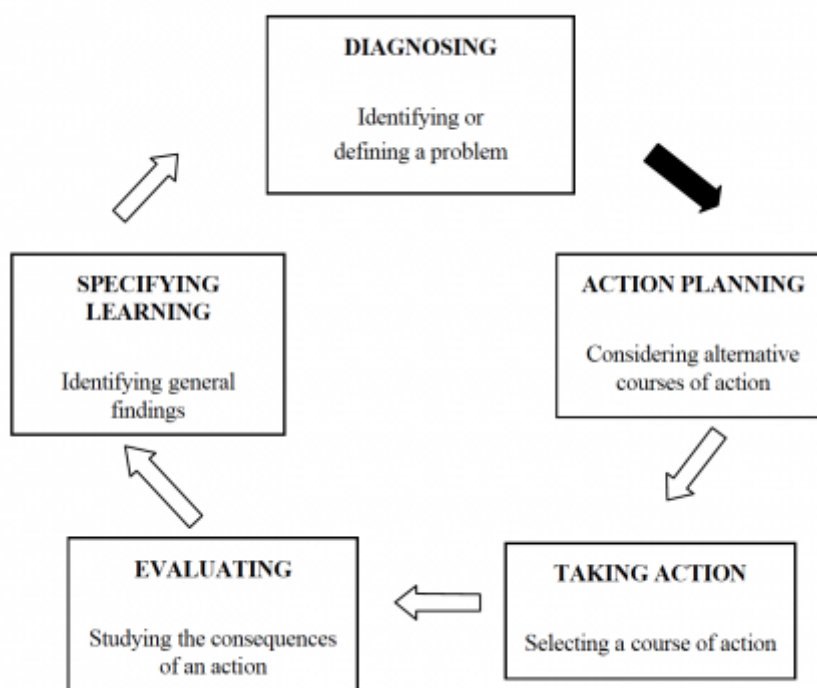 DIAGNOSING
Identifying or
defining a problem
ACTION PLANNING
Considering alternative
courses of action
TAKING ACTION
Selecting a course of action
EVALUATING
Studying the consequences
of an action
SPECIFYING
LEARNING
Identifying general
findings